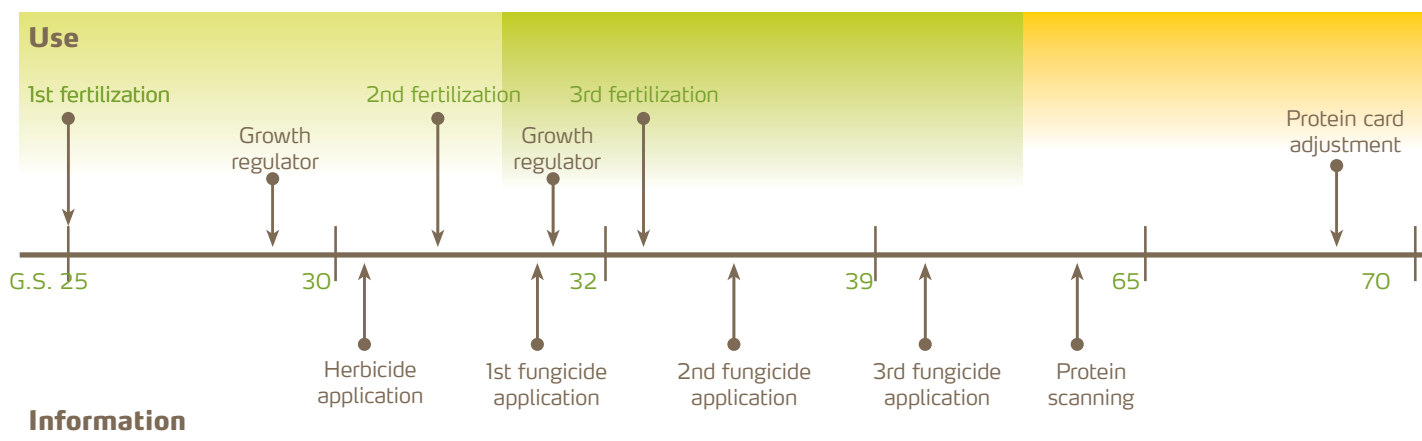 Use
1st fertilization
2nd fertilization
3rd fertilization
Growth
regulator
Growth
regulator
Protein card
adjustment
G.S. 25
30
32
39
65
70
Herbicide
application
1st fungicide
application
2nd fungicide
application
3rd fungicide
application
Protein
scanning
Information